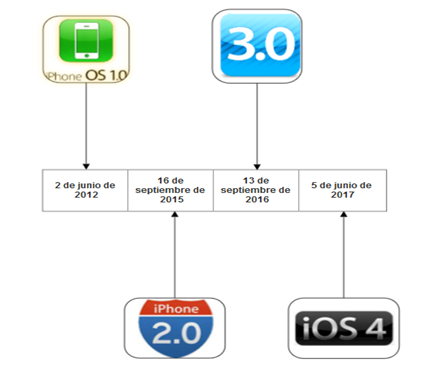 iPhone OS 1.0
3.0
2 de junio de
2012
16 de
septiembre de
2015
13 de
septiembre de
2016
5 de junio de
2017
iPhone
2.0
iOS 4